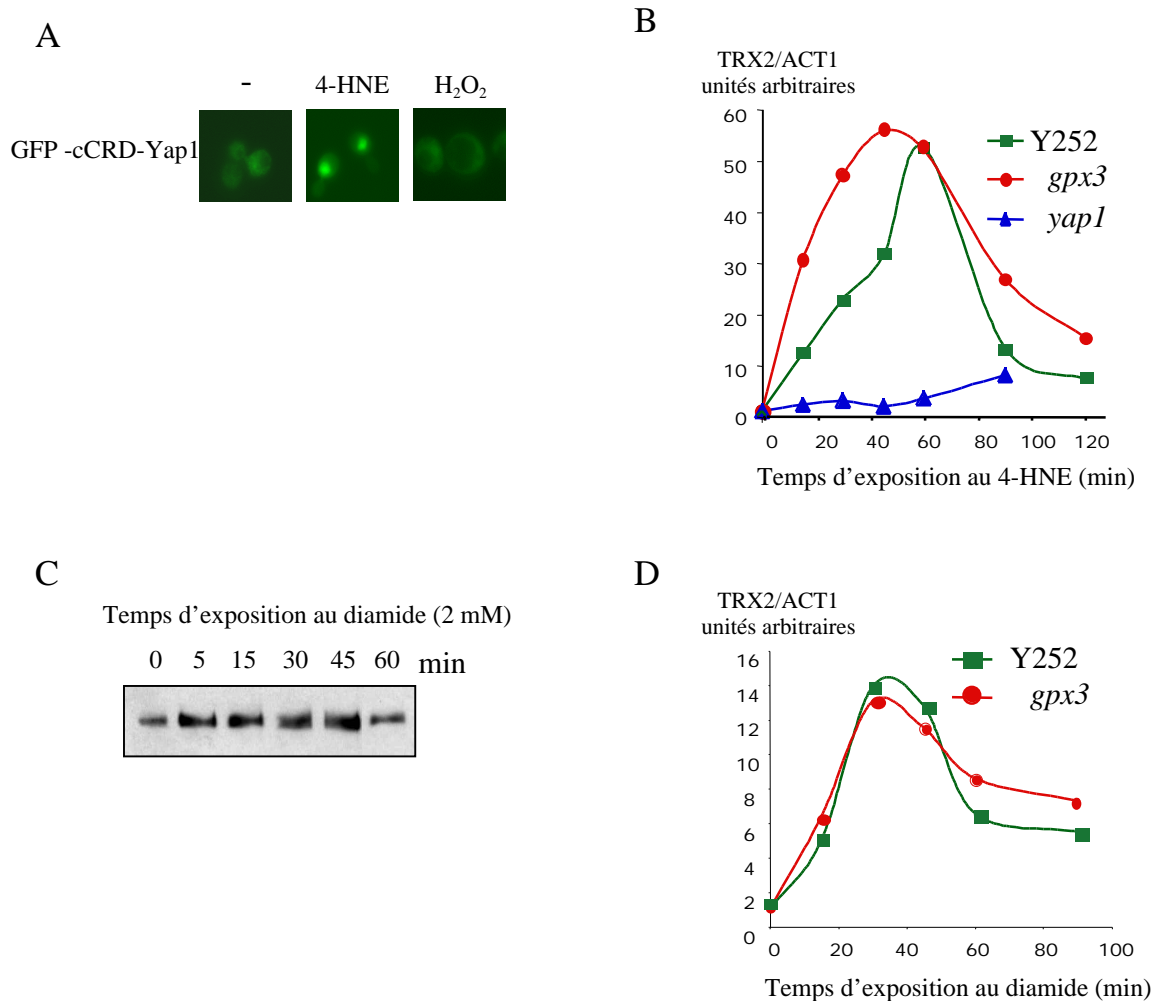 A
- 4-HNE H₂O₂
GFP -cCRD-Yap1
B
TRX2/ACT1
unités arbitraires
60
50
40
30
20
10
0
Y252
gpx3
yap1
0 20 40 60 80 100 120
Temps d'exposition au 4-HNE (min)
C
Temps d'exposition au diamide (2 mM)
0 5 15 30 45 60 min
D
TRX2/ACT1
unités arbitraires
16
14
12
10
8
6
4
2
0
Y252
gpx3
0 20 40 60 80 100
Temps d'exposition au diamide (min)